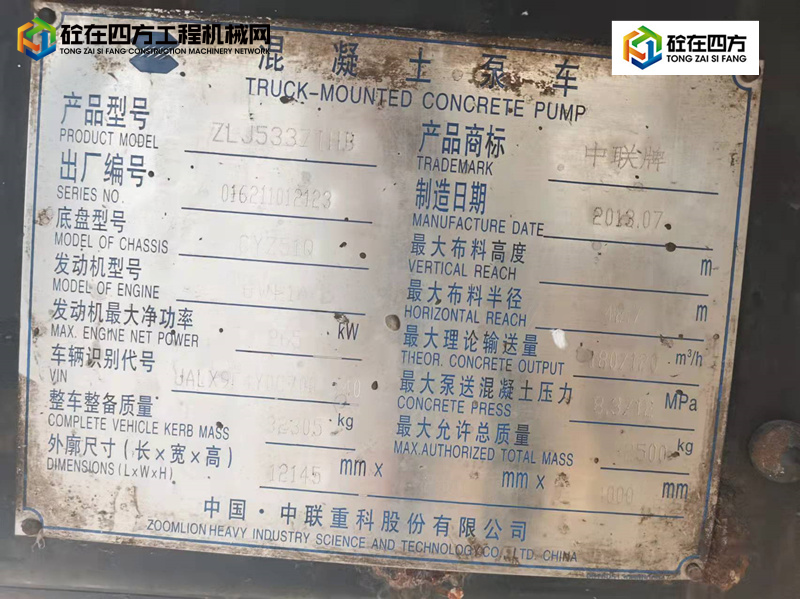 砼在四方工程机械网
TONG ZAI SI FANG CONSTRUCTION MACHINERY NETWORK
砼在四方
TONG ZAI SI FANG
混凝土泵车
TRUCK-MOUNTED CONCRETE PUMP
产品型号
PRODUCT MODEL
产品商标 中联牌
TRADEMARK
出厂编号 016211012123
SERIES NO.
制造日期 2013.07
MANUFACTURE DATE
底盘型号
MODEL OF CHASSIS
最大布料高度 m
VERTICAL REACH
发动机型号
MODEL OF ENGINE
最大布料半径 m
HORIZONTAL REACH
发动机最大净功率 265 kW
MAX. ENGINE NET POWER
最大理论输送量 m³/h
THEOR. CONCRETE OUTPUT
车辆识别代号
VIN
最大泵送混凝土压力 MPa
CONCRETE PRESS
整车整备质量 32305 kg
COMPLETE VEHICLE KERB MASS
最大允许总质量 kg
MAX.AUTHORIZED TOTAL MASS
外廓尺寸(长×宽×高) 12145 mm x mm x mm
DIMENSIONS (LxWxH)
中国·中联重科股份有限公司
ZOOMLION HEAVY INDUSTRY SCIENCE AND TECHNOLOGY CO., LTD. CHINA